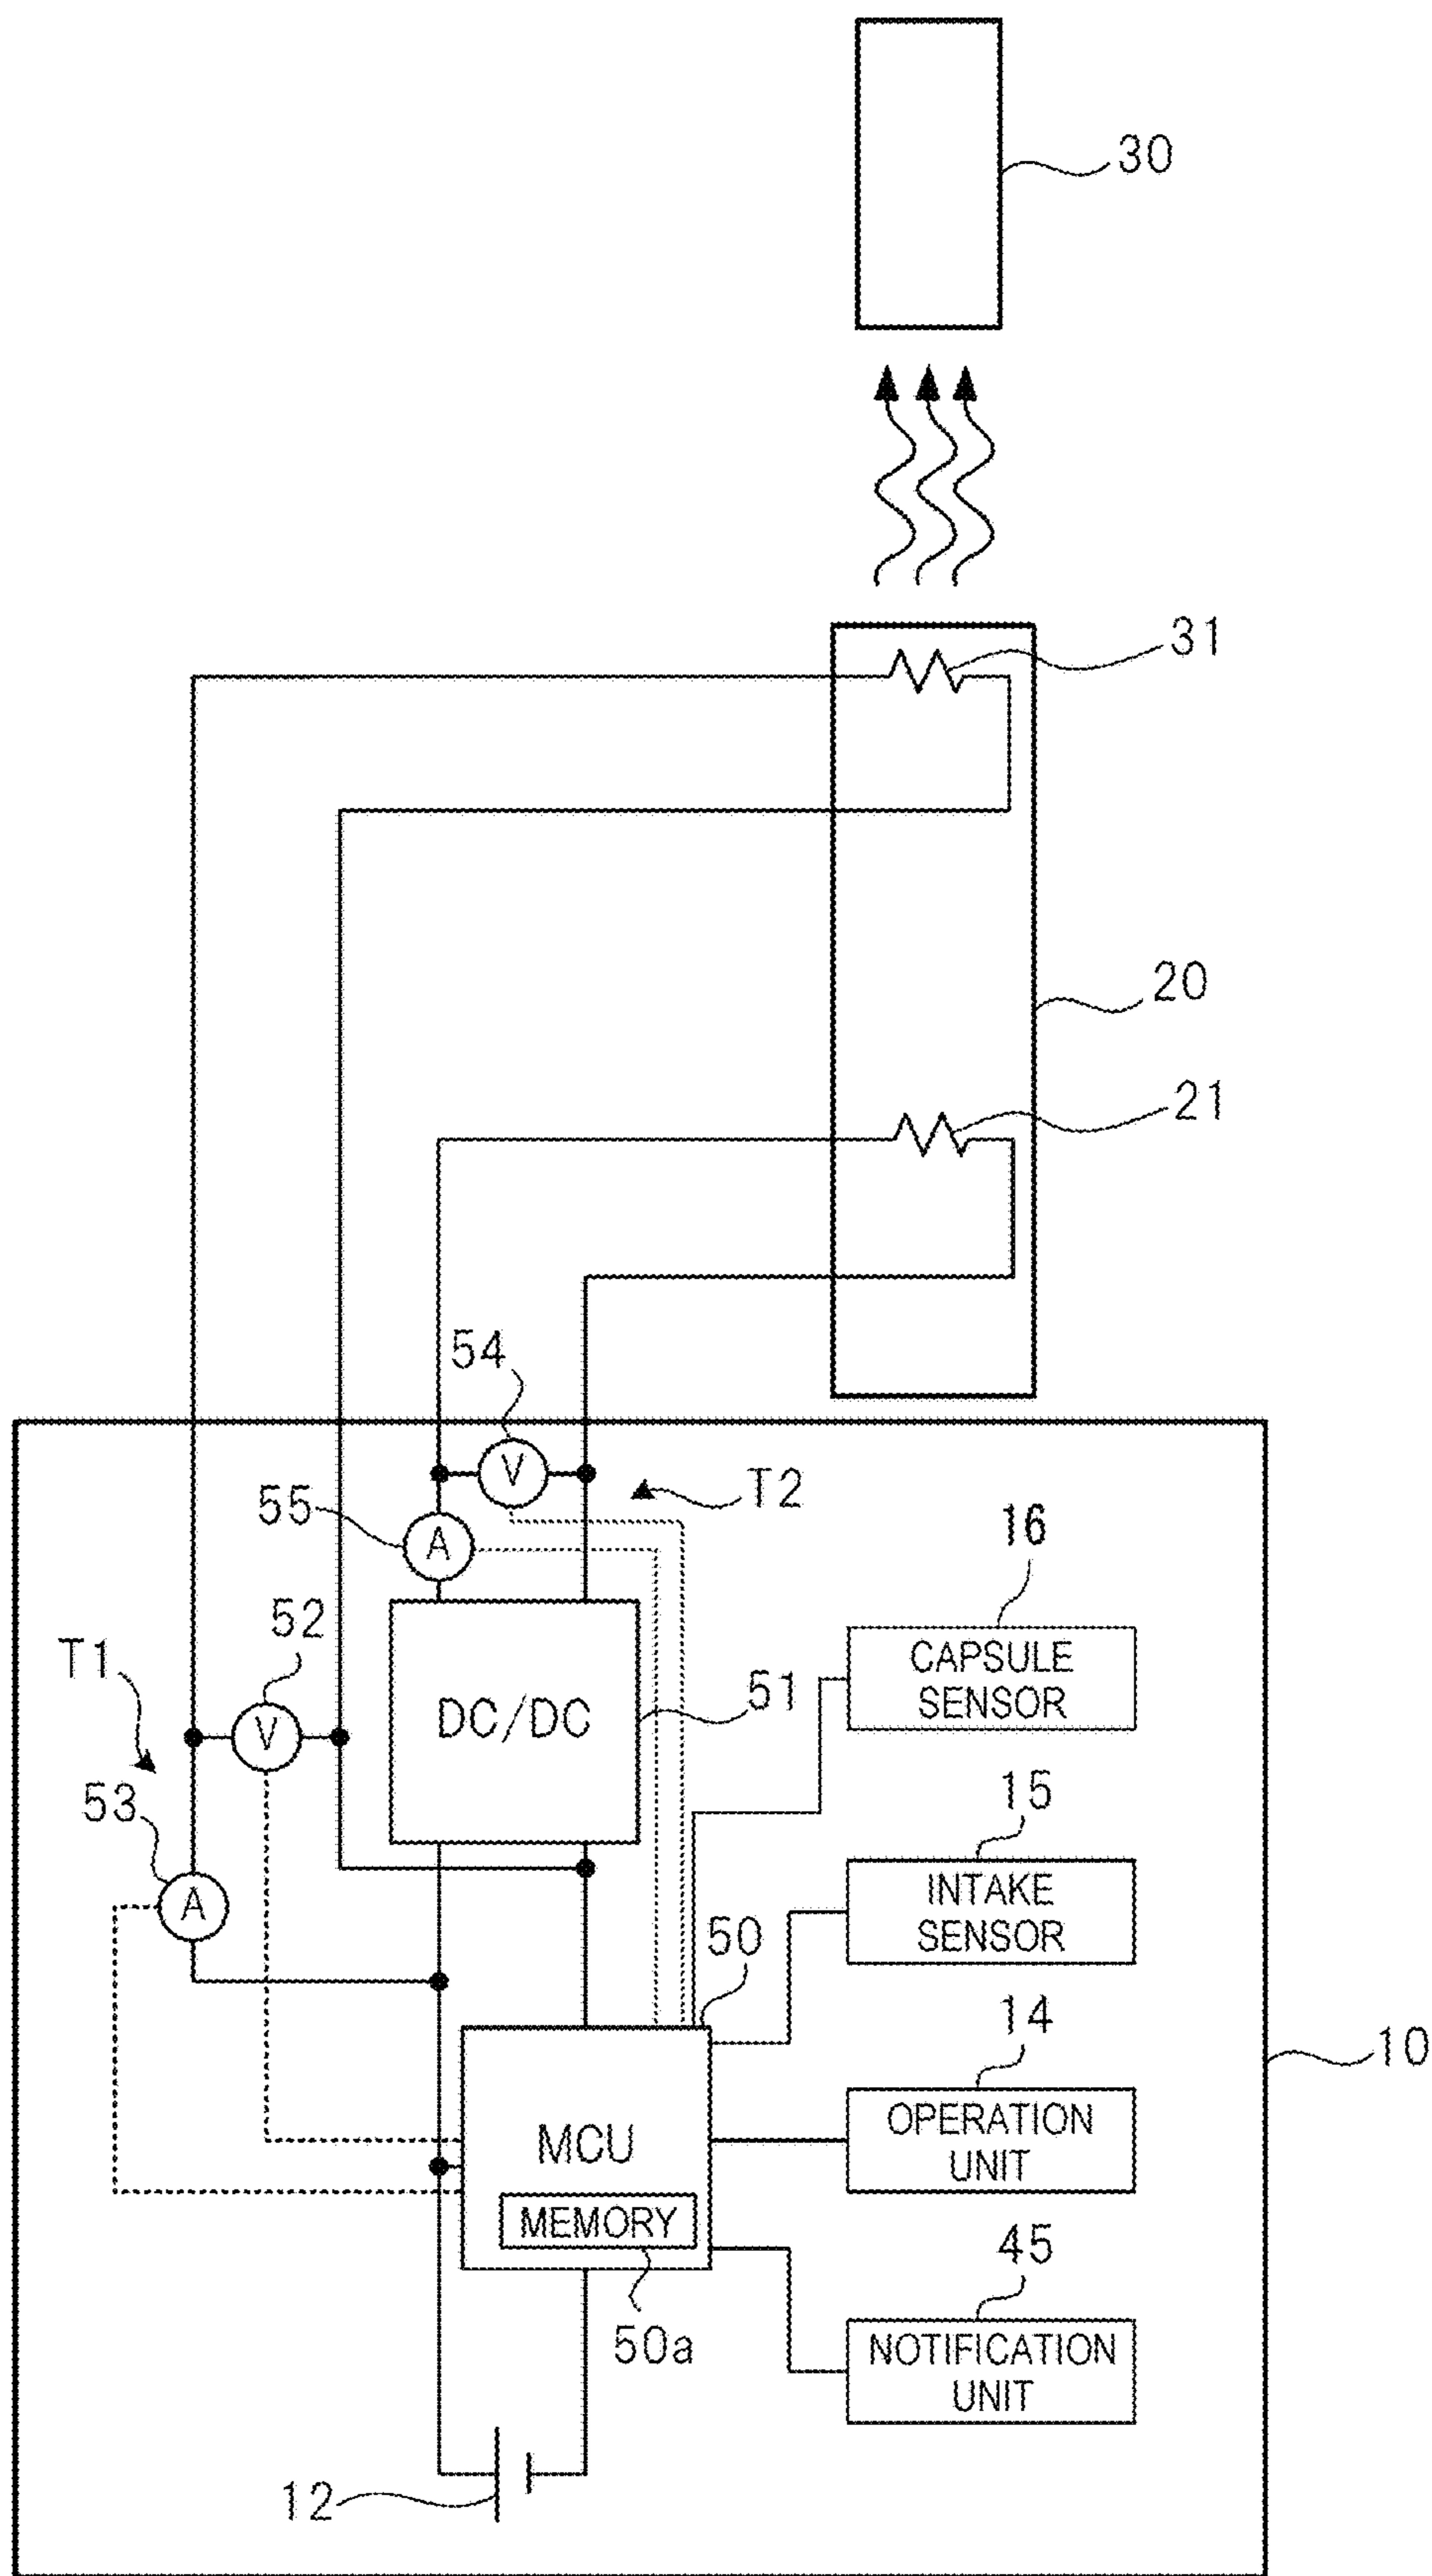 30
31
20
21
54
V
T2
55
A
16
52
CAPSULE
SENSOR
T1
51
DC/DC
V
15
53
INTAKE
SENSOR
A
50
14
10
OPERATION
UNIT
MCU
MEMORY
45
50a
NOTIFICATION
UNIT
12